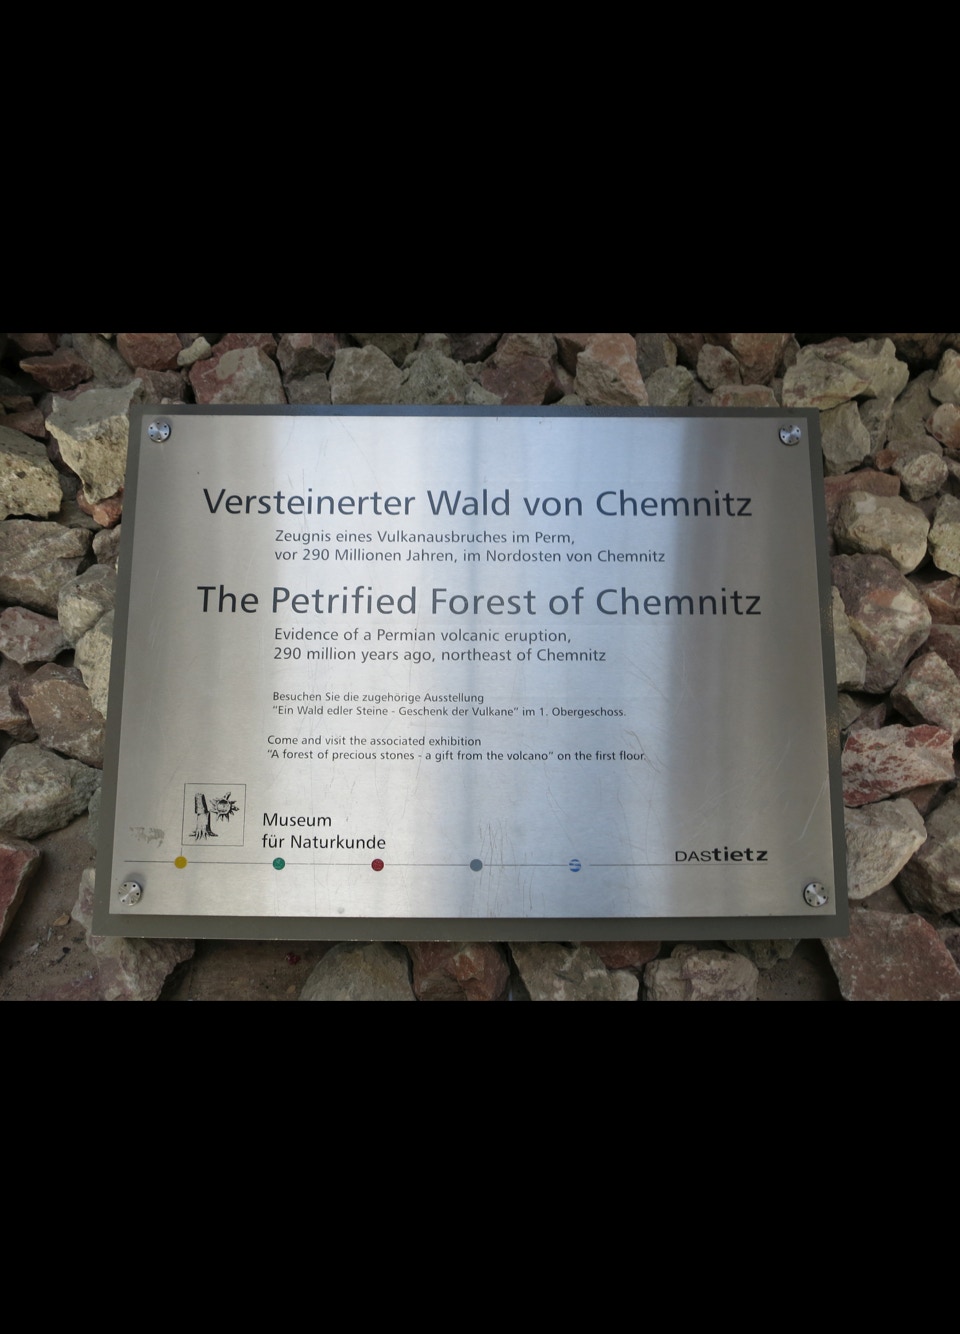 Versteinerter Wald von Chemnitz
Zeugnis eines Vulkanausbruches im Perm,
vor 290 Millionen Jahren, im Nordosten von Chemnitz
The Petrified Forest of Chemnitz
Evidence of a Permian volcanic eruption,
290 million years ago, northeast of Chemnitz
Besuchen Sie die zugehörige Ausstellung
"Ein Wald edler Steine - Geschenk der Vulkane" im 1. Obergeschoss.
Come and visit the associated exhibition
"A forest of precious stones - a gift from the volcano" on the first floor.
Museum
für Naturkunde
DAStietz